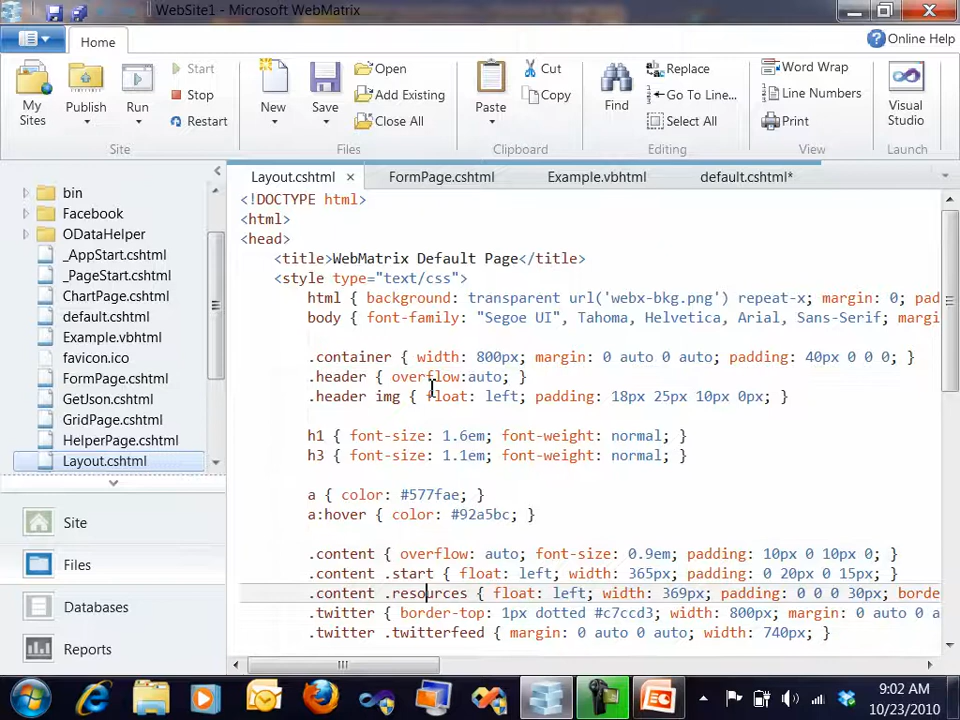 WebSite1 - Microsoft WebMatrix
Home
Online Help
My Sites
Publish
Run
Start
Stop
Restart
Site
New
Save
Open
Add Existing
Close All
Files
Paste
Cut
Copy
Clipboard
Find
Replace
Go To Line...
Select All
Editing
Word Wrap
Line Numbers
Print
View
Visual Studio
Launch
bin
Facebook
ODataHelper
_AppStart.cshtml
_PageStart.cshtml
ChartPage.cshtml
default.cshtml
Example.vbhtml
favicon.ico
FormPage.cshtml
GetJson.cshtml
GridPage.cshtml
HelperPage.cshtml
Layout.cshtml
Site
Files
Databases
Reports
Layout.cshtml × FormPage.cshtml Example.vbhtml default.cshtml*
<!DOCTYPE html>
<html>
<head>
<title>WebMatrix Default Page</title>
<style type="text/css">
html { background: transparent url('webx-bkg.png') repeat-x; margin: 0; pad
body { font-family: "Segoe UI", Tahoma, Helvetica, Arial, Sans-Serif; margi
.container { width: 800px; margin: 0 auto 0 auto; padding: 40px 0 0 0; }
.header { overflow:auto; }
.header img { float: left; padding: 18px 25px 10px 0px; }
h1 { font-size: 1.6em; font-weight: normal; }
h3 { font-size: 1.1em; font-weight: normal; }
a { color: #577fae; }
a:hover { color: #92a5bc; }
.content { overflow: auto; font-size: 0.9em; padding: 10px 0 10px 0; }
.content .start { float: left; width: 365px; padding: 0 20px 0 15px; }
.content .resources { float: left; width: 369px; padding: 0 0 0 30px; borde
.twitter { border-top: 1px dotted #c7ccd3; width: 800px; margin: 0 auto 0 a
.twitter .twitterfeed { margin: 0 auto 0 auto; width: 740px; }
9:02 AM
10/23/2010